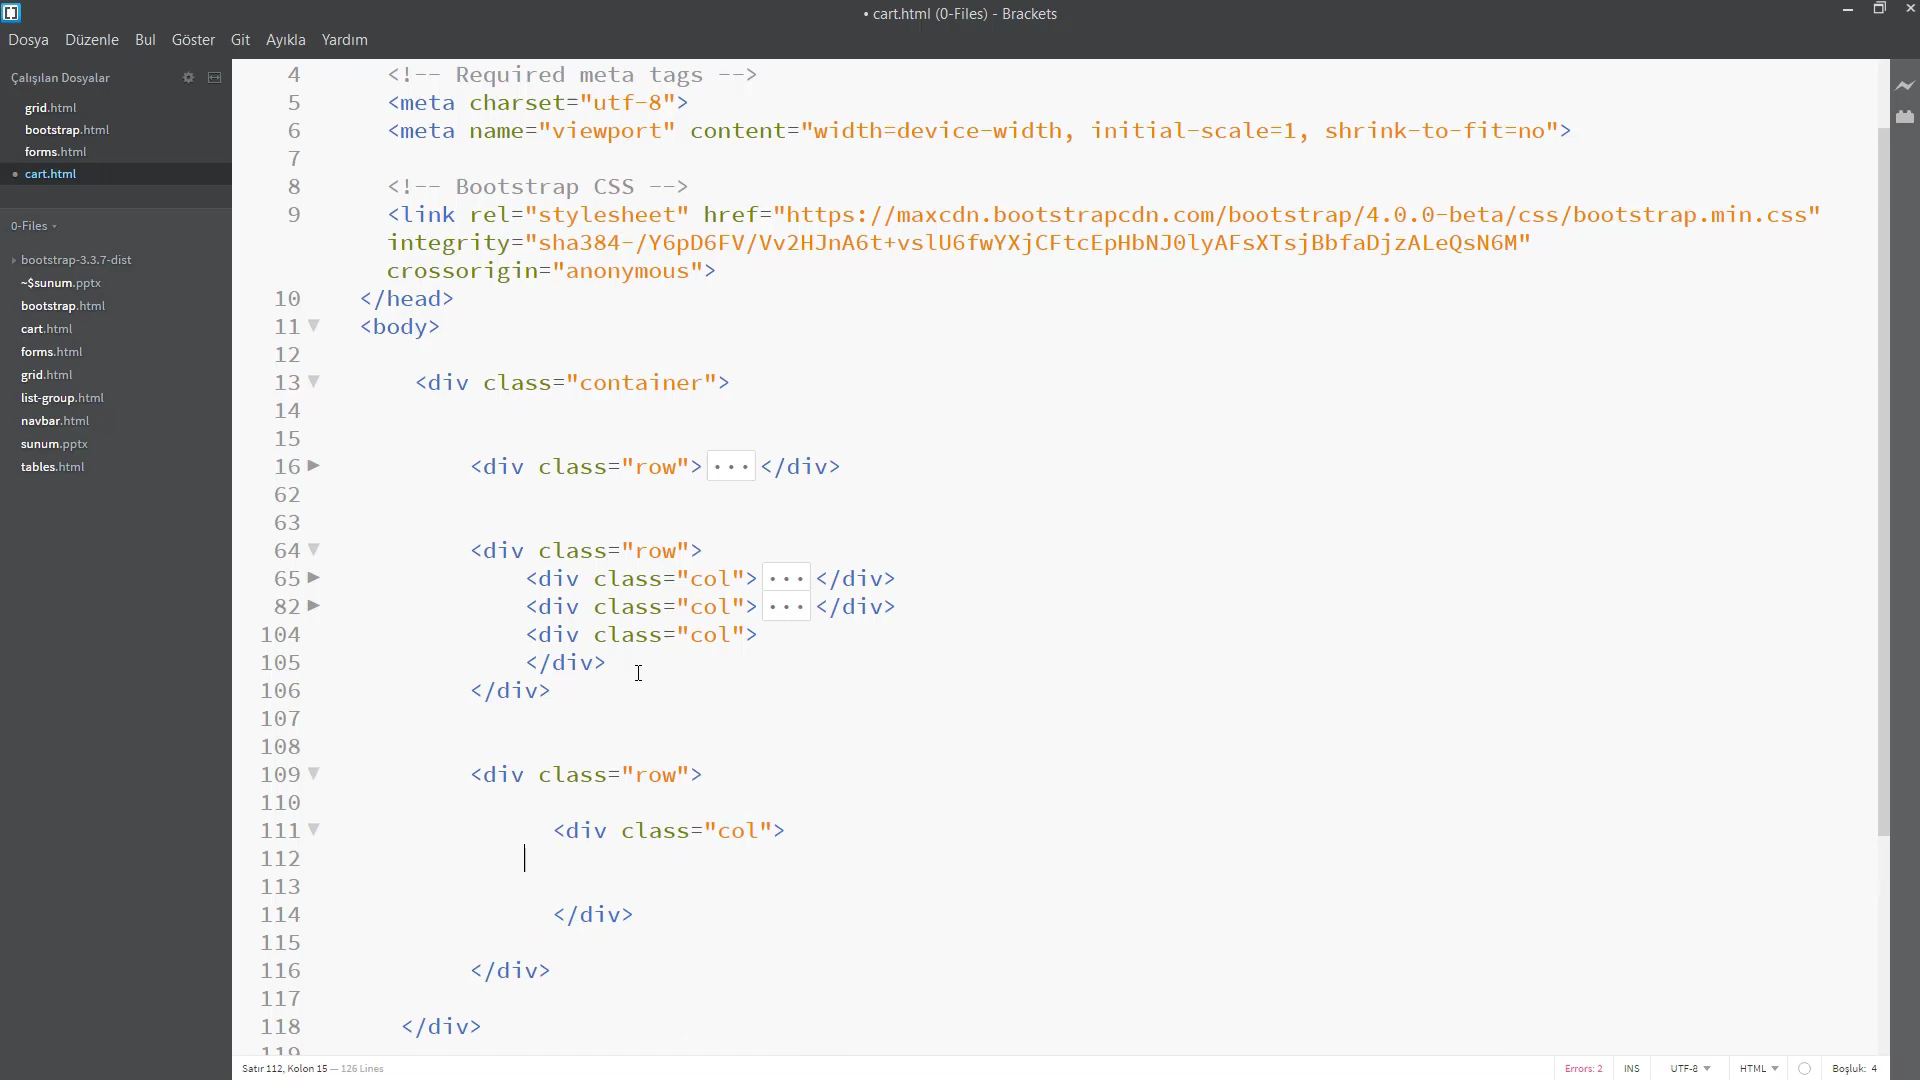 • cart.html (0-Files) - Brackets
Dosya Düzenle Bul Göster Git Ayıkla Yardım
Çalışılan Dosyalar
grid.html
bootstrap.html
forms.html
• cart.html
0-Files
bootstrap-3.3.7-dist
~$sunum.pptx
bootstrap.html
cart.html
forms.html
grid.html
list-group.html
navbar.html
sunum.pptx
tables.html
4 <!-- Required meta tags -->
5 <meta charset="utf-8">
6 <meta name="viewport" content="width=device-width, initial-scale=1, shrink-to-fit=no">
7
8 <!-- Bootstrap CSS -->
9 <link rel="stylesheet" href="https://maxcdn.bootstrapcdn.com/bootstrap/4.0.0-beta/css/bootstrap.min.css"
integrity="sha384-/Y6pD6FV/Vv2HJnA6t+vslU6fwYXjCFtcEpHbNJ0lyAFsXTsjBbfaDjzALeQsN6M"
crossorigin="anonymous">
10 </head>
11 <body>
12
13 <div class="container">
14
15
16 <div class="row">...</div>
62
63
64 <div class="row">
65 <div class="col">...</div>
82 <div class="col">...</div>
104 <div class="col">
105 </div>
106 </div>
107
108
109 <div class="row">
110
111 <div class="col">
112
113
114 </div>
115
116 </div>
117
118 </div>
119
Satır 112, Kolon 15 — 126 Lines
Errors: 2 INS UTF-8 HTML Boşluk: 4